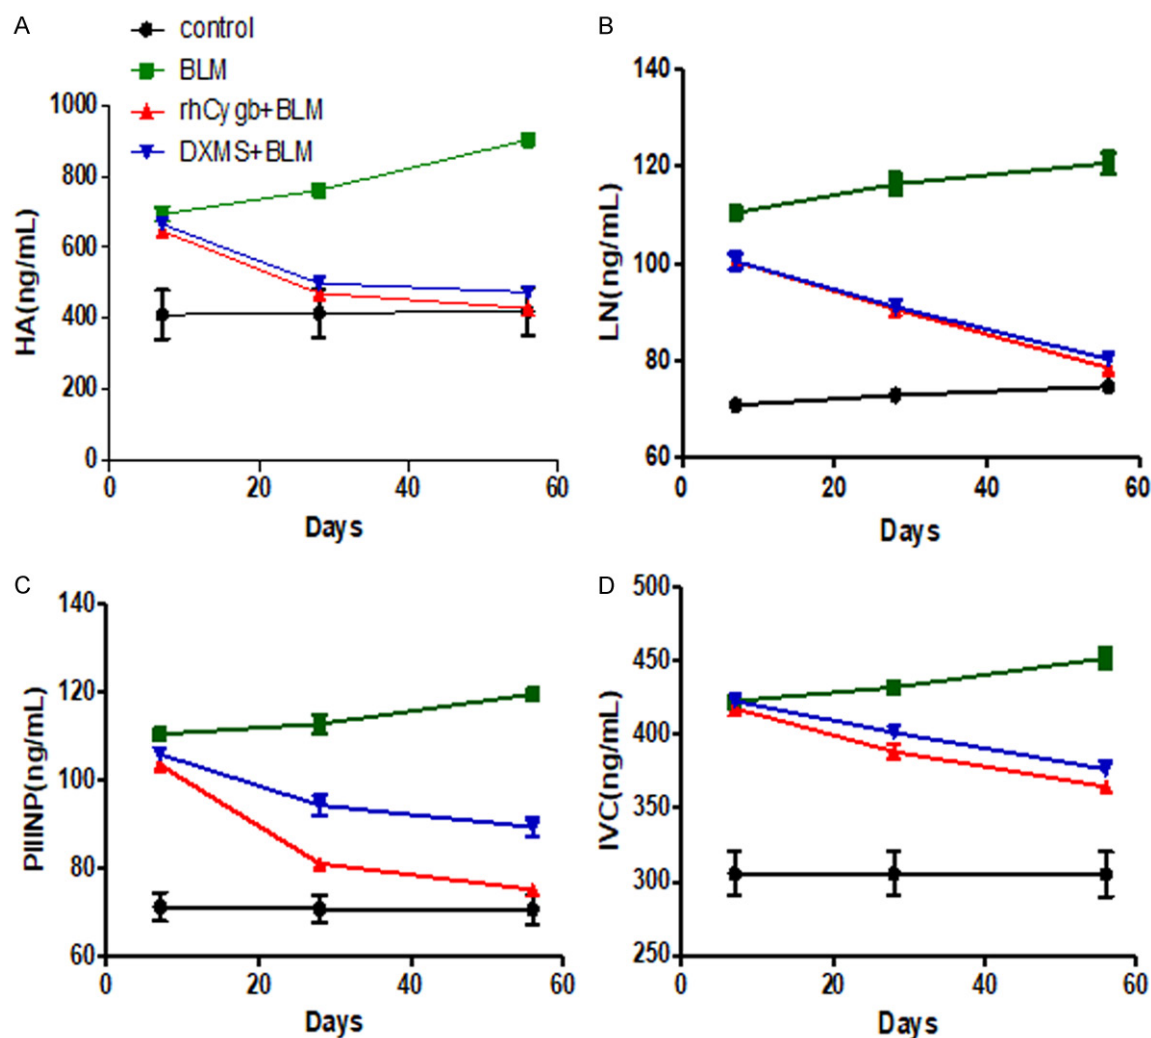 A
control
BLM
rhCygb+BLM
DXMS+BLM
HA(ng/mL)
1000
800
600
400
200
0
0 20 40 60
Days
B
LN(ng/mL)
140
120
100
80
60
0 20 40 60
Days
C
PIIINP(ng/mL)
140
120
100
80
60
0 20 40 60
Days
D
IVC(ng/mL)
500
450
400
350
300
250
0 20 40 60
Days